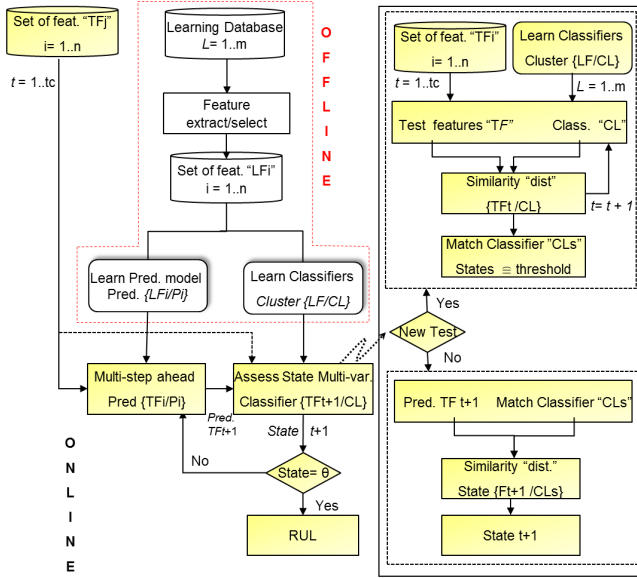 Set of feat. “TFj”
i= 1..n
t = 1..tc
Learning Database
L= 1..m
Feature
extract/select
Set of feat. “LFi”
i = 1..n
OFFLINE
Learn Pred. model
Pred. {LFi/Pi}
Learn Classifiers
Cluster {LF/CL}
Multi-step ahead
Pred {TFi/Pi}
Pred.
TFt+1
Assess State Multi-var.
Classifier {TFt+1/CL}
State t+1
No
State= θ
Yes
RUL
ONLINE
Set of feat. “TFi”
i= 1..n
t = 1..tc
Learn Classifiers
Cluster {LF/CL}
L = 1..m
Test features “TF”
Class. “CL”
Similarity “dist”
{TFt /CL}
t= t + 1
Match Classifier ”CLs”
States ≡ threshold
Yes
New Test
No
Pred. TF t+1
Match Classifier “CLs”
Similarity “dist.”
State {Ft+1 /CLs}
State t+1